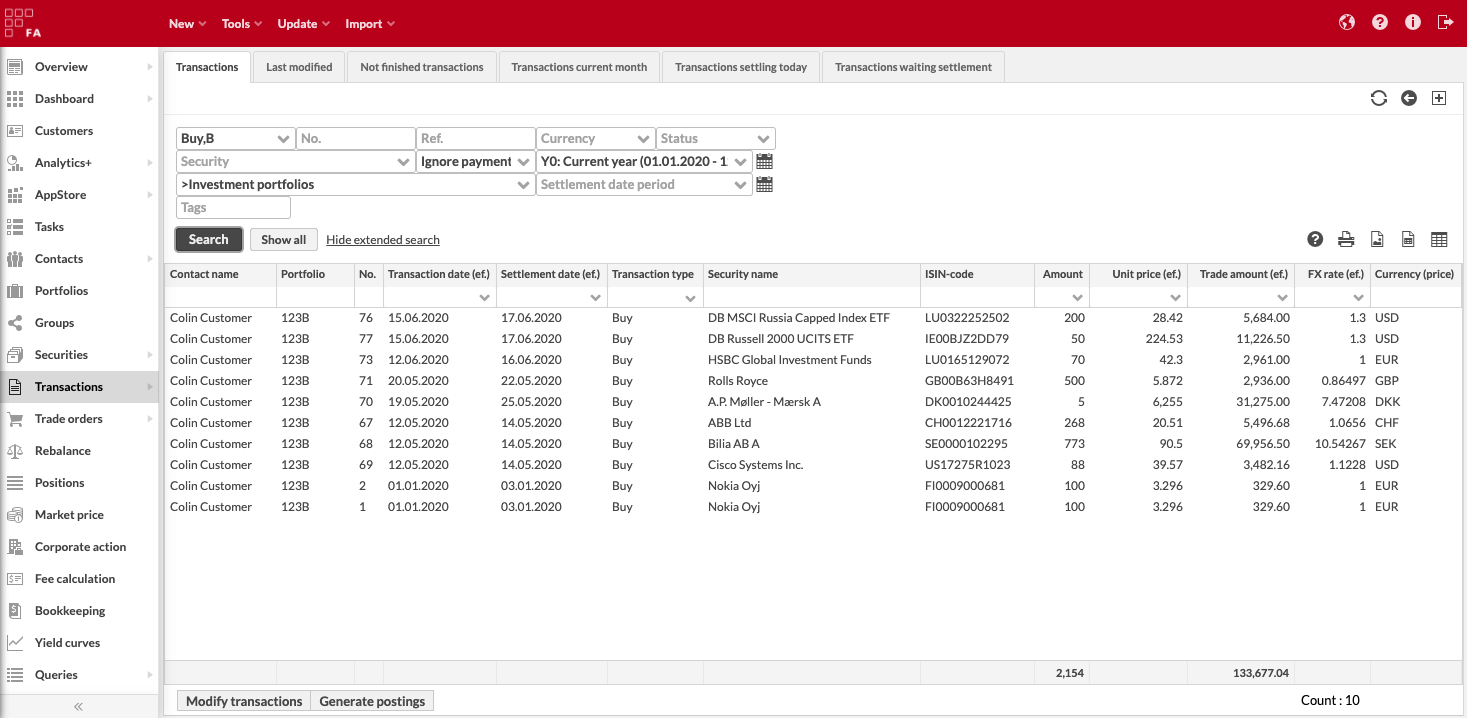 FA
New Tools Update Import
Overview
Dashboard
Customers
Analytics+
AppStore
Tasks
Contacts
Portfolios
Groups
Securities
Transactions
Trade orders
Rebalance
Positions
Market price
Corporate action
Fee calculation
Bookkeeping
Yield curves
Queries
Transactions Last modified Not finished transactions Transactions current month Transactions settling today Transactions waiting settlement
Buy,B No. Ref. Currency Status
Security Ignore payment Y0: Current year (01.01.2020 - 1
>Investment portfolios Settlement date period
Tags
Search Show all Hide extended search
Contact name Portfolio No. Transaction date (ef.) Settlement date (ef.) Transaction type Security name ISIN-code Amount Unit price (ef.) Trade amount (ef.) FX rate (ef.) Currency (price)
Colin Customer 123B 76 15.06.2020 17.06.2020 Buy DB MSCI Russia Capped Index ETF LU0322252502 200 28.42 5,684.00 1.3 USD
Colin Customer 123B 77 15.06.2020 17.06.2020 Buy DB Russell 2000 UCITS ETF IE00BJZ2DD79 50 224.53 11,226.50 1.3 USD
Colin Customer 123B 73 12.06.2020 16.06.2020 Buy HSBC Global Investment Funds LU0165129072 70 42.3 2,961.00 1 EUR
Colin Customer 123B 71 20.05.2020 22.05.2020 Buy Rolls Royce GB00B63H8491 500 5.872 2,936.00 0.86497 GBP
Colin Customer 123B 70 19.05.2020 25.05.2020 Buy A.P. Møller - Mærsk A DK0010244425 5 6,255 31,275.00 7.47208 DKK
Colin Customer 123B 67 12.05.2020 14.05.2020 Buy ABB Ltd CH0012221716 268 20.51 5,496.68 1.0656 CHF
Colin Customer 123B 68 12.05.2020 14.05.2020 Buy Bilia AB A SE0000102295 773 90.5 69,956.50 10.54267 SEK
Colin Customer 123B 69 12.05.2020 14.05.2020 Buy Cisco Systems Inc. US17275R1023 88 39.57 3,482.16 1.1228 USD
Colin Customer 123B 2 01.01.2020 03.01.2020 Buy Nokia Oyj FI0009000681 100 3.296 329.60 1 EUR
Colin Customer 123B 1 01.01.2020 03.01.2020 Buy Nokia Oyj FI0009000681 100 3.296 329.60 1 EUR
2,154 133,677.04
Modify transactions Generate postings Count : 10